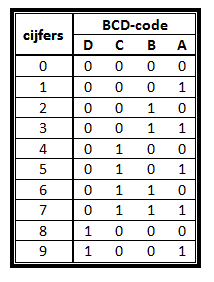 cijfers BCD-code
D C B A
0 0 0 0 0
1 0 0 0 1
2 0 0 1 0
3 0 0 1 1
4 0 1 0 0
5 0 1 0 1
6 0 1 1 0
7 0 1 1 1
8 1 0 0 0
9 1 0 0 1